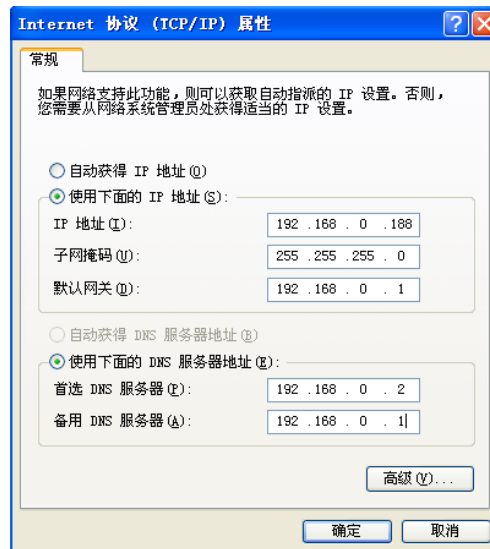 Internet 协议 (TCP/IP) 属性
常规
如果网络支持此功能，则可以获取自动指派的 IP 设置。否则，
您需要从网络系统管理员处获得适当的 IP 设置。
自动获得 IP 地址(O)
使用下面的 IP 地址(S):
IP 地址(I): 192 .168 . 0 .188
子网掩码(U): 255 .255 .255 . 0
默认网关(D): 192 .168 . 0 . 1
自动获得 DNS 服务器地址(B)
使用下面的 DNS 服务器地址(E):
首选 DNS 服务器(P): 192 .168 . 0 . 2
备用 DNS 服务器(A): 192 .168 . 0 . 1
高级(V)...
确定 取消